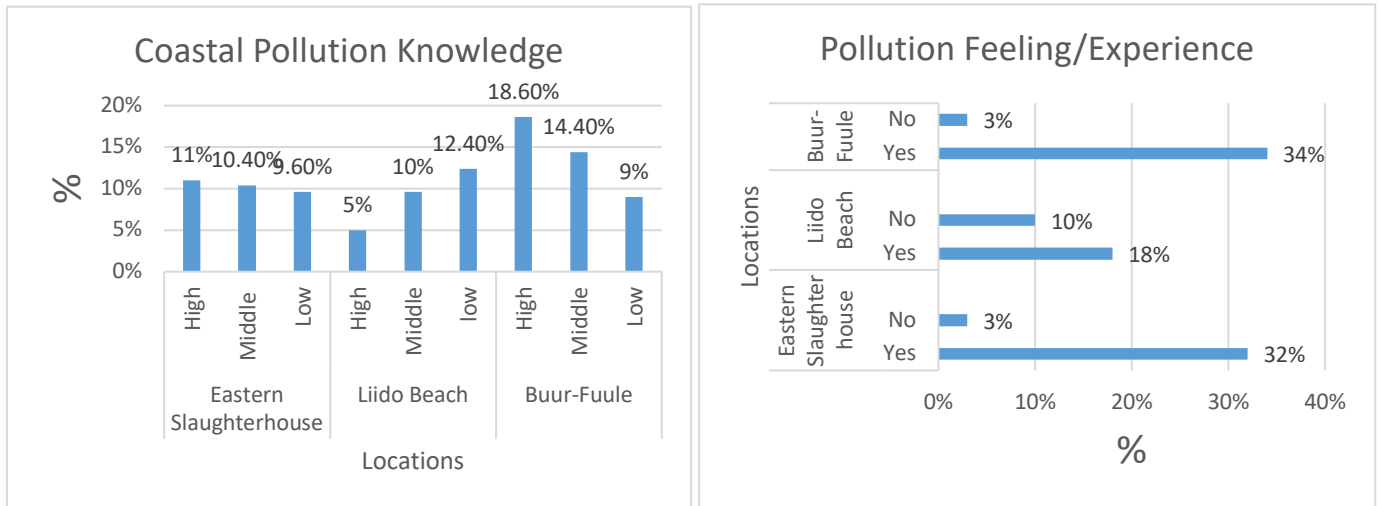 Coastal Pollution Knowledge
%
20%
15%
10%
5%
0%
11%
10.40%
9.60%
5%
10%
12.40%
18.60%
14.40%
9%
High
Middle
Low
High
Middle
low
High
Middle
Low
Eastern
Slaughterhouse
Liido Beach
Buur-Fuule
Locations
Pollution Feeling/Experience
Locations
Buur-
Fuule
No
3%
Yes
34%
Liido
Beach
No
10%
Yes
18%
Eastern
Slaughter
house
No
3%
Yes
32%
0%
10%
20%
30%
40%
%